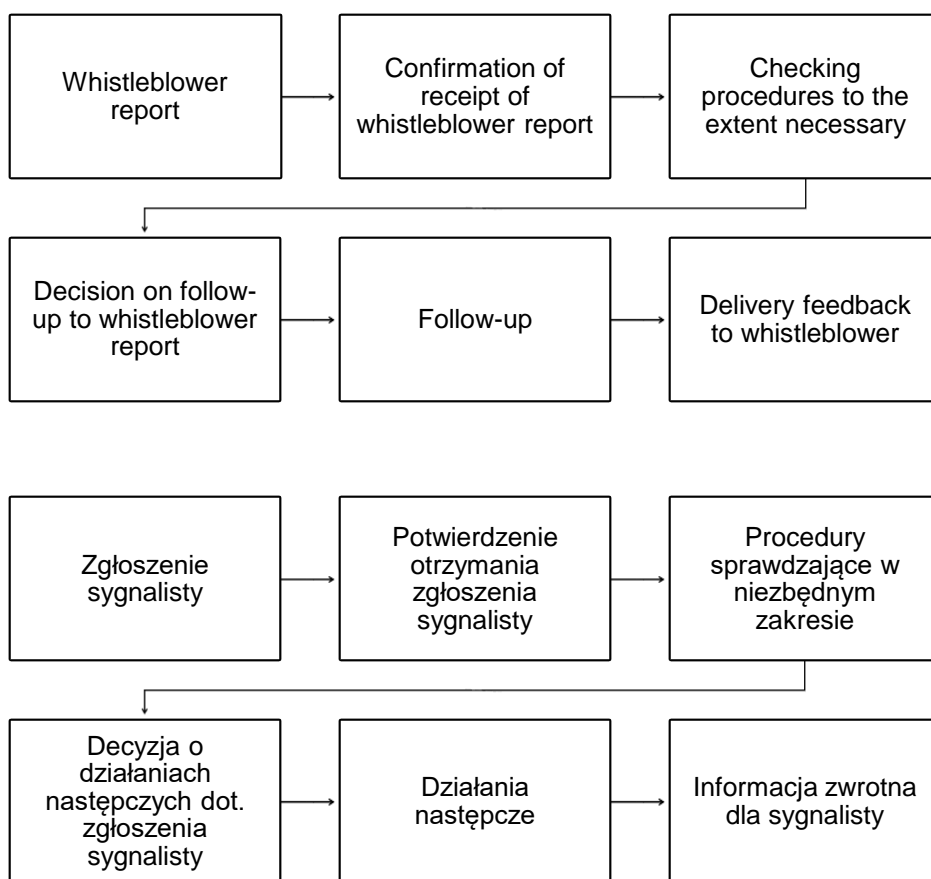 Whistleblower
report
Confirmation of
receipt of
whistleblower report
Checking
procedures to the
extent necessary
Decision on follow-
up to whistleblower
report
Follow-up
Delivery feedback
to whistleblower
Zgłoszenie
sygnalisty
Potwierdzenie
otrzymania
zgłoszenia
sygnalisty
Procedury
sprawdzające w
niezbędnym
zakresie
Decyzja o
działaniach
następczych dot.
zgłoszenia
sygnalisty
Działania
następcze
Informacja zwrotna
dla sygnalisty